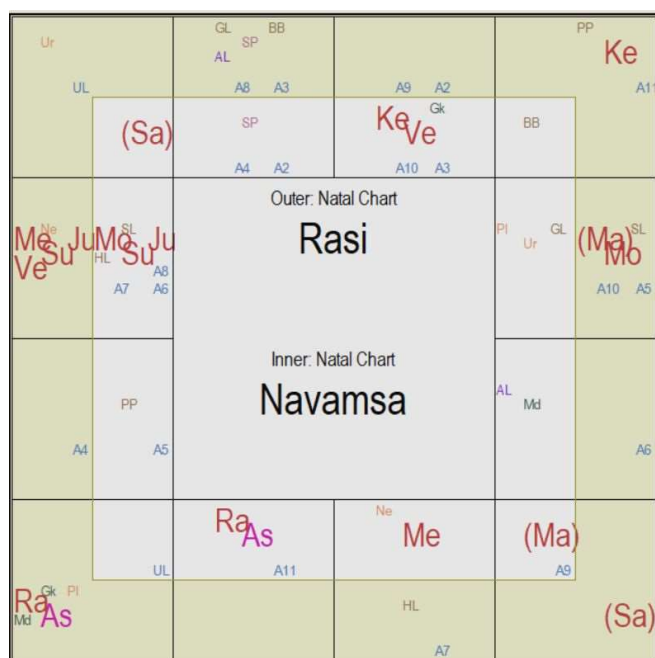 GL BB PP
Ur SP Ke
AL
UL A8 A3 A9 A2 A11
Ke Gk
(Sa) SP Ve BB
A4 A2 A10 A3
Outer: Natal Chart
Rasi
Ne SL PI GL SL
Me Ju Mo Ju Ur (Ma)
Su Su Mo
Ve HL
A8
A7 A6 A10 A5
Inner: Natal Chart
Navamsa
AL
PP Md
A4 A5 A6
Ra Ne
As Me (Ma)
UL A11 A9
Gk PI
Ra HL
Md As (Sa)
A7